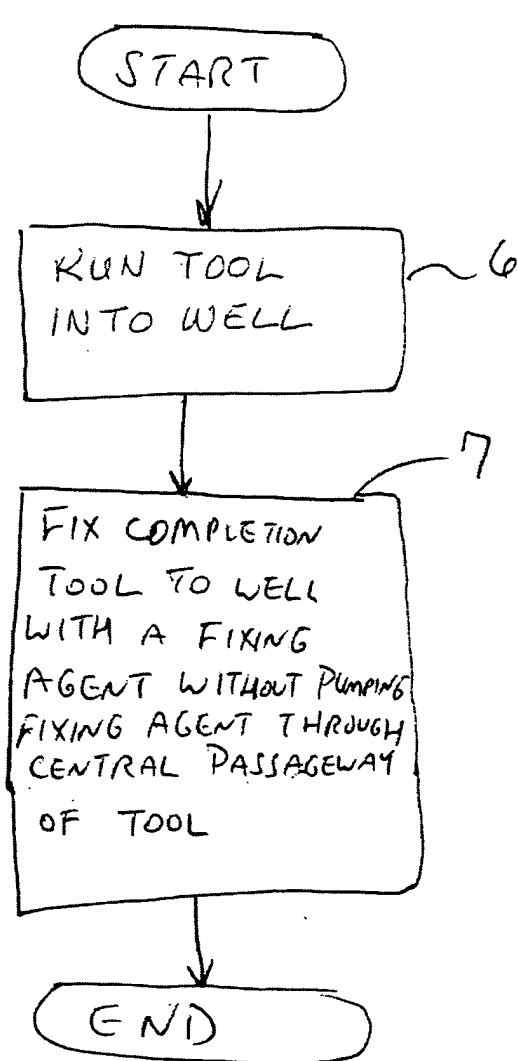 START
RUN TOOL
6
INTO WELL
7
FIX COMPLETION
TOOL TO WELL
WITH A FIXING
AGENT WITHOUT PUMPING
FIXING AGENT THROUGH
CENTRAL PASSAGEWAY
OF TOOL
END